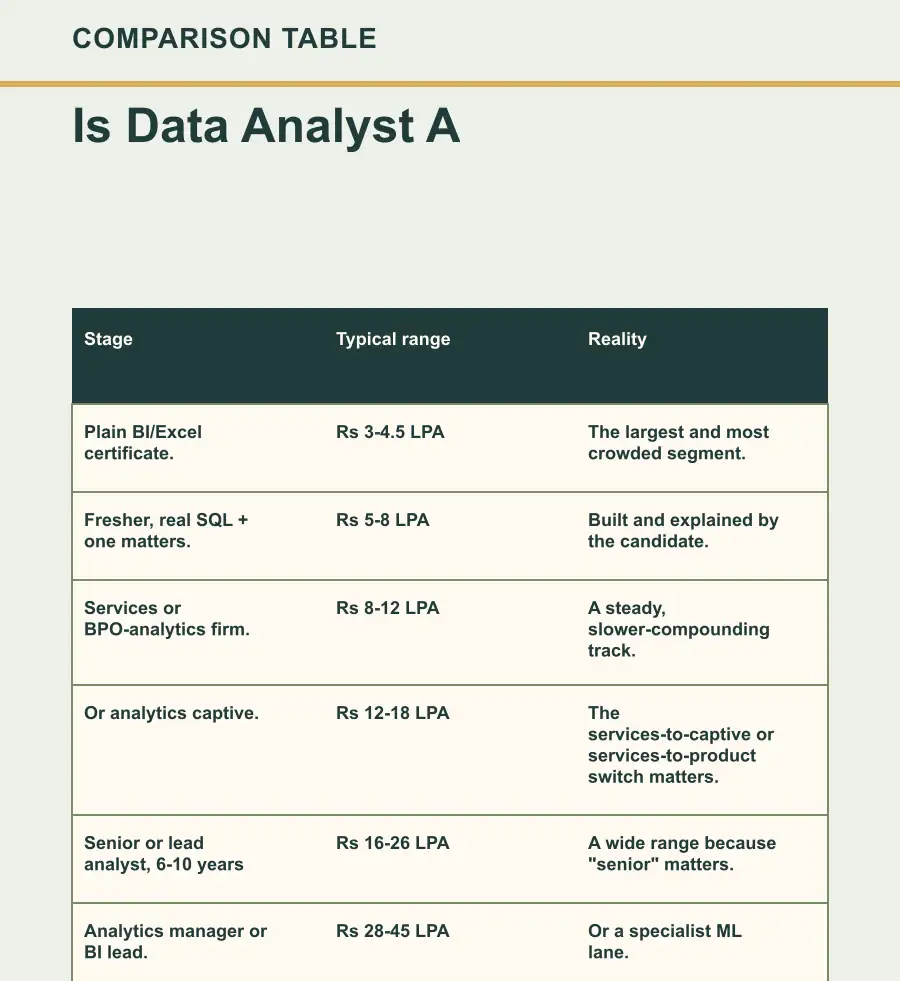 COMPARISON TABLE
Is Data Analyst A
Stage
Typical range
Reality
Plain BI/Excel
certificate.
Rs 3-4.5 LPA
The largest and most
crowded segment.
Fresher, real SQL +
one matters.
Rs 5-8 LPA
Built and explained by
the candidate.
Services or
BPO-analytics firm.
Rs 8-12 LPA
A steady,
slower-compounding
track.
Or analytics captive.
Rs 12-18 LPA
The
services-to-captive or
services-to-product
switch matters.
Senior or lead
analyst, 6-10 years
Rs 16-26 LPA
A wide range because
"senior" matters.
Analytics manager or
BI lead.
Rs 28-45 LPA
Or a specialist ML
lane.